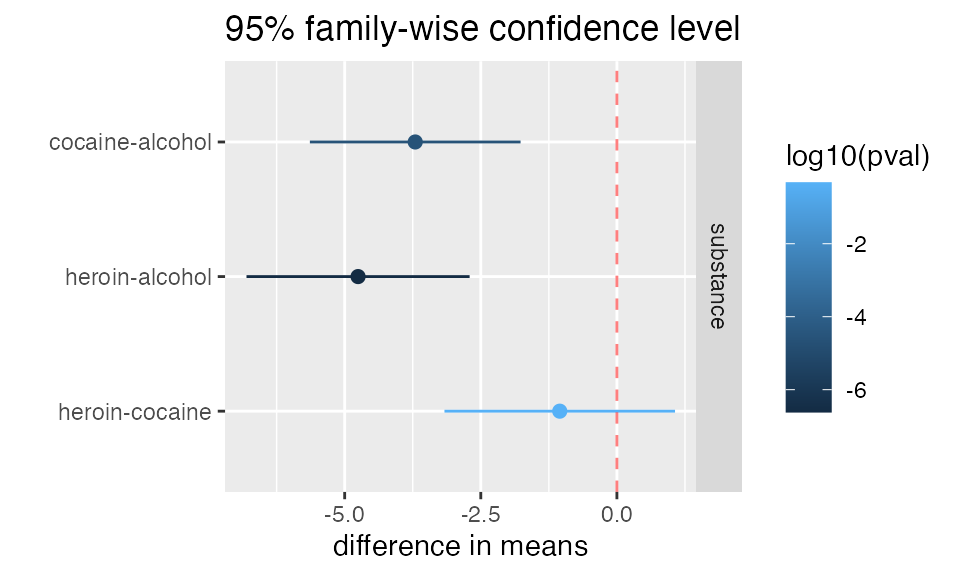 95% family-wise confidence level
cocaine-alcohol
heroin-alcohol
heroin-cocaine
substance
-5.0
-2.5
0.0
difference in means
log10(pval)
-2
-4
-6